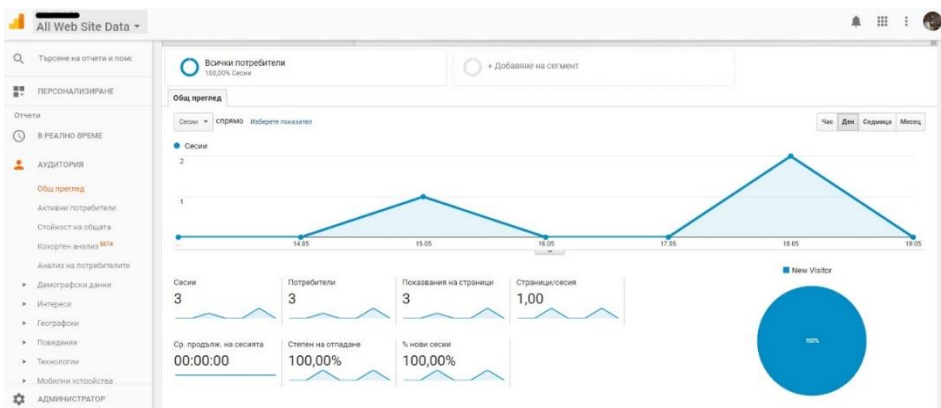 All Web Site Data
Търсене на отчети и помс
Всички потребители
100,00% Сесии
+ Добавяне на сегмент
ПЕРСОНАЛИЗИРАНЕ
Общ преглед
Отчети
Сесии спрямо Изберете показател
Час Ден Седмица Месец
В РЕАЛНО ВРЕМЕ
Сесии
АУДИТОРИЯ
2
Общ преглед
Активни потребители
1
Стойност на общата
Кохортен анализ BETA
... 14.05 15.05 16.05 17.05 18.05 19.05
Анализ на потребителите
New Visitor
Демографски данни
Сесии Потребители Показвания на страници Страници/сесия
3 3 3 1,00
Интереси
Географски
Поведение
100%
Ср. продълж. на сесията Степен на отпадане % нови сесии
00:00:00 100,00% 100,00%
Технологии
Мобилни устройства
АДМИНИСТРАТОР